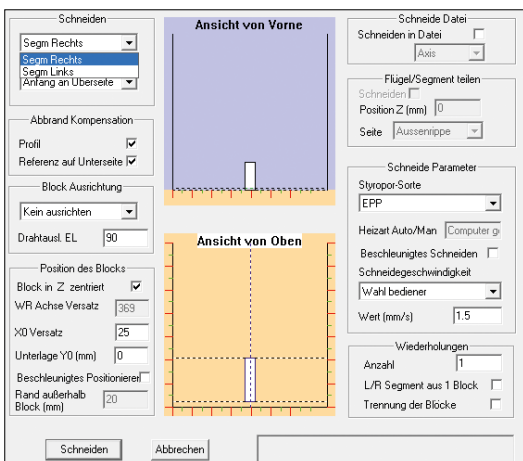 Schneiden
Segm Rechts
Segm Rechts
Segm Links
Anfang an Überseite
Abbrand Kompensation
Profil
Referenz auf Unterseite
Block Ausrichtung
Kein ausrichten
Drahtausl. EL 90
Position des Blocks
Block in Z zentriert
WR Achse Versatz 369
X0 Versatz 25
Unterlage Y0 (mm) 0
Beschleunigtes Positionieren
Rand außerhalb
Block (mm) 20
Ansicht von Vorne
Ansicht von Oben
Schneide Datei
Schneiden in Datei
Axis
Flügel/Segment teilen
Schneiden
Position Z (mm) 0
Seite Aussenrippe
Schneide Parameter
Styropor-Sorte
EPP
Heizart Auto/Man Computer ge
Beschleunigtes Schneiden
Schneidegeschwindigkeit
Wahl bediener
Wert (mm/s) 1.5
Wiederholungen
Anzahl 1
L/R Segment aus 1 Block
Trennung der Blöcke
Schneiden Abbrechen